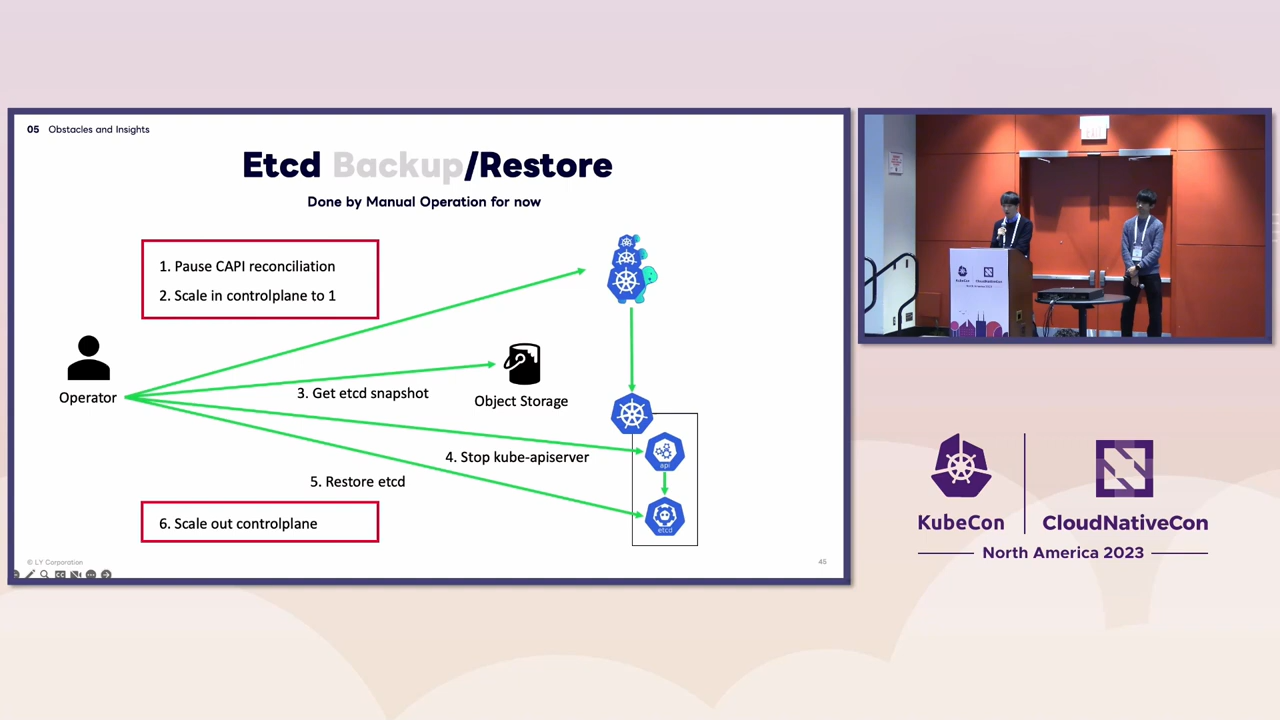 05 Obstacles and Insights
Etcd Backup/Restore
Done by Manual Operation for now
1. Pause CAPI reconciliation
2. Scale in controlplane to 1
Operator
3. Get etcd snapshot
Object Storage
4. Stop kube-apiserver
api
5. Restore etcd
etcd
6. Scale out controlplane
© LY Corporation
45
KubeCon
CloudNativeCon
North America 2023